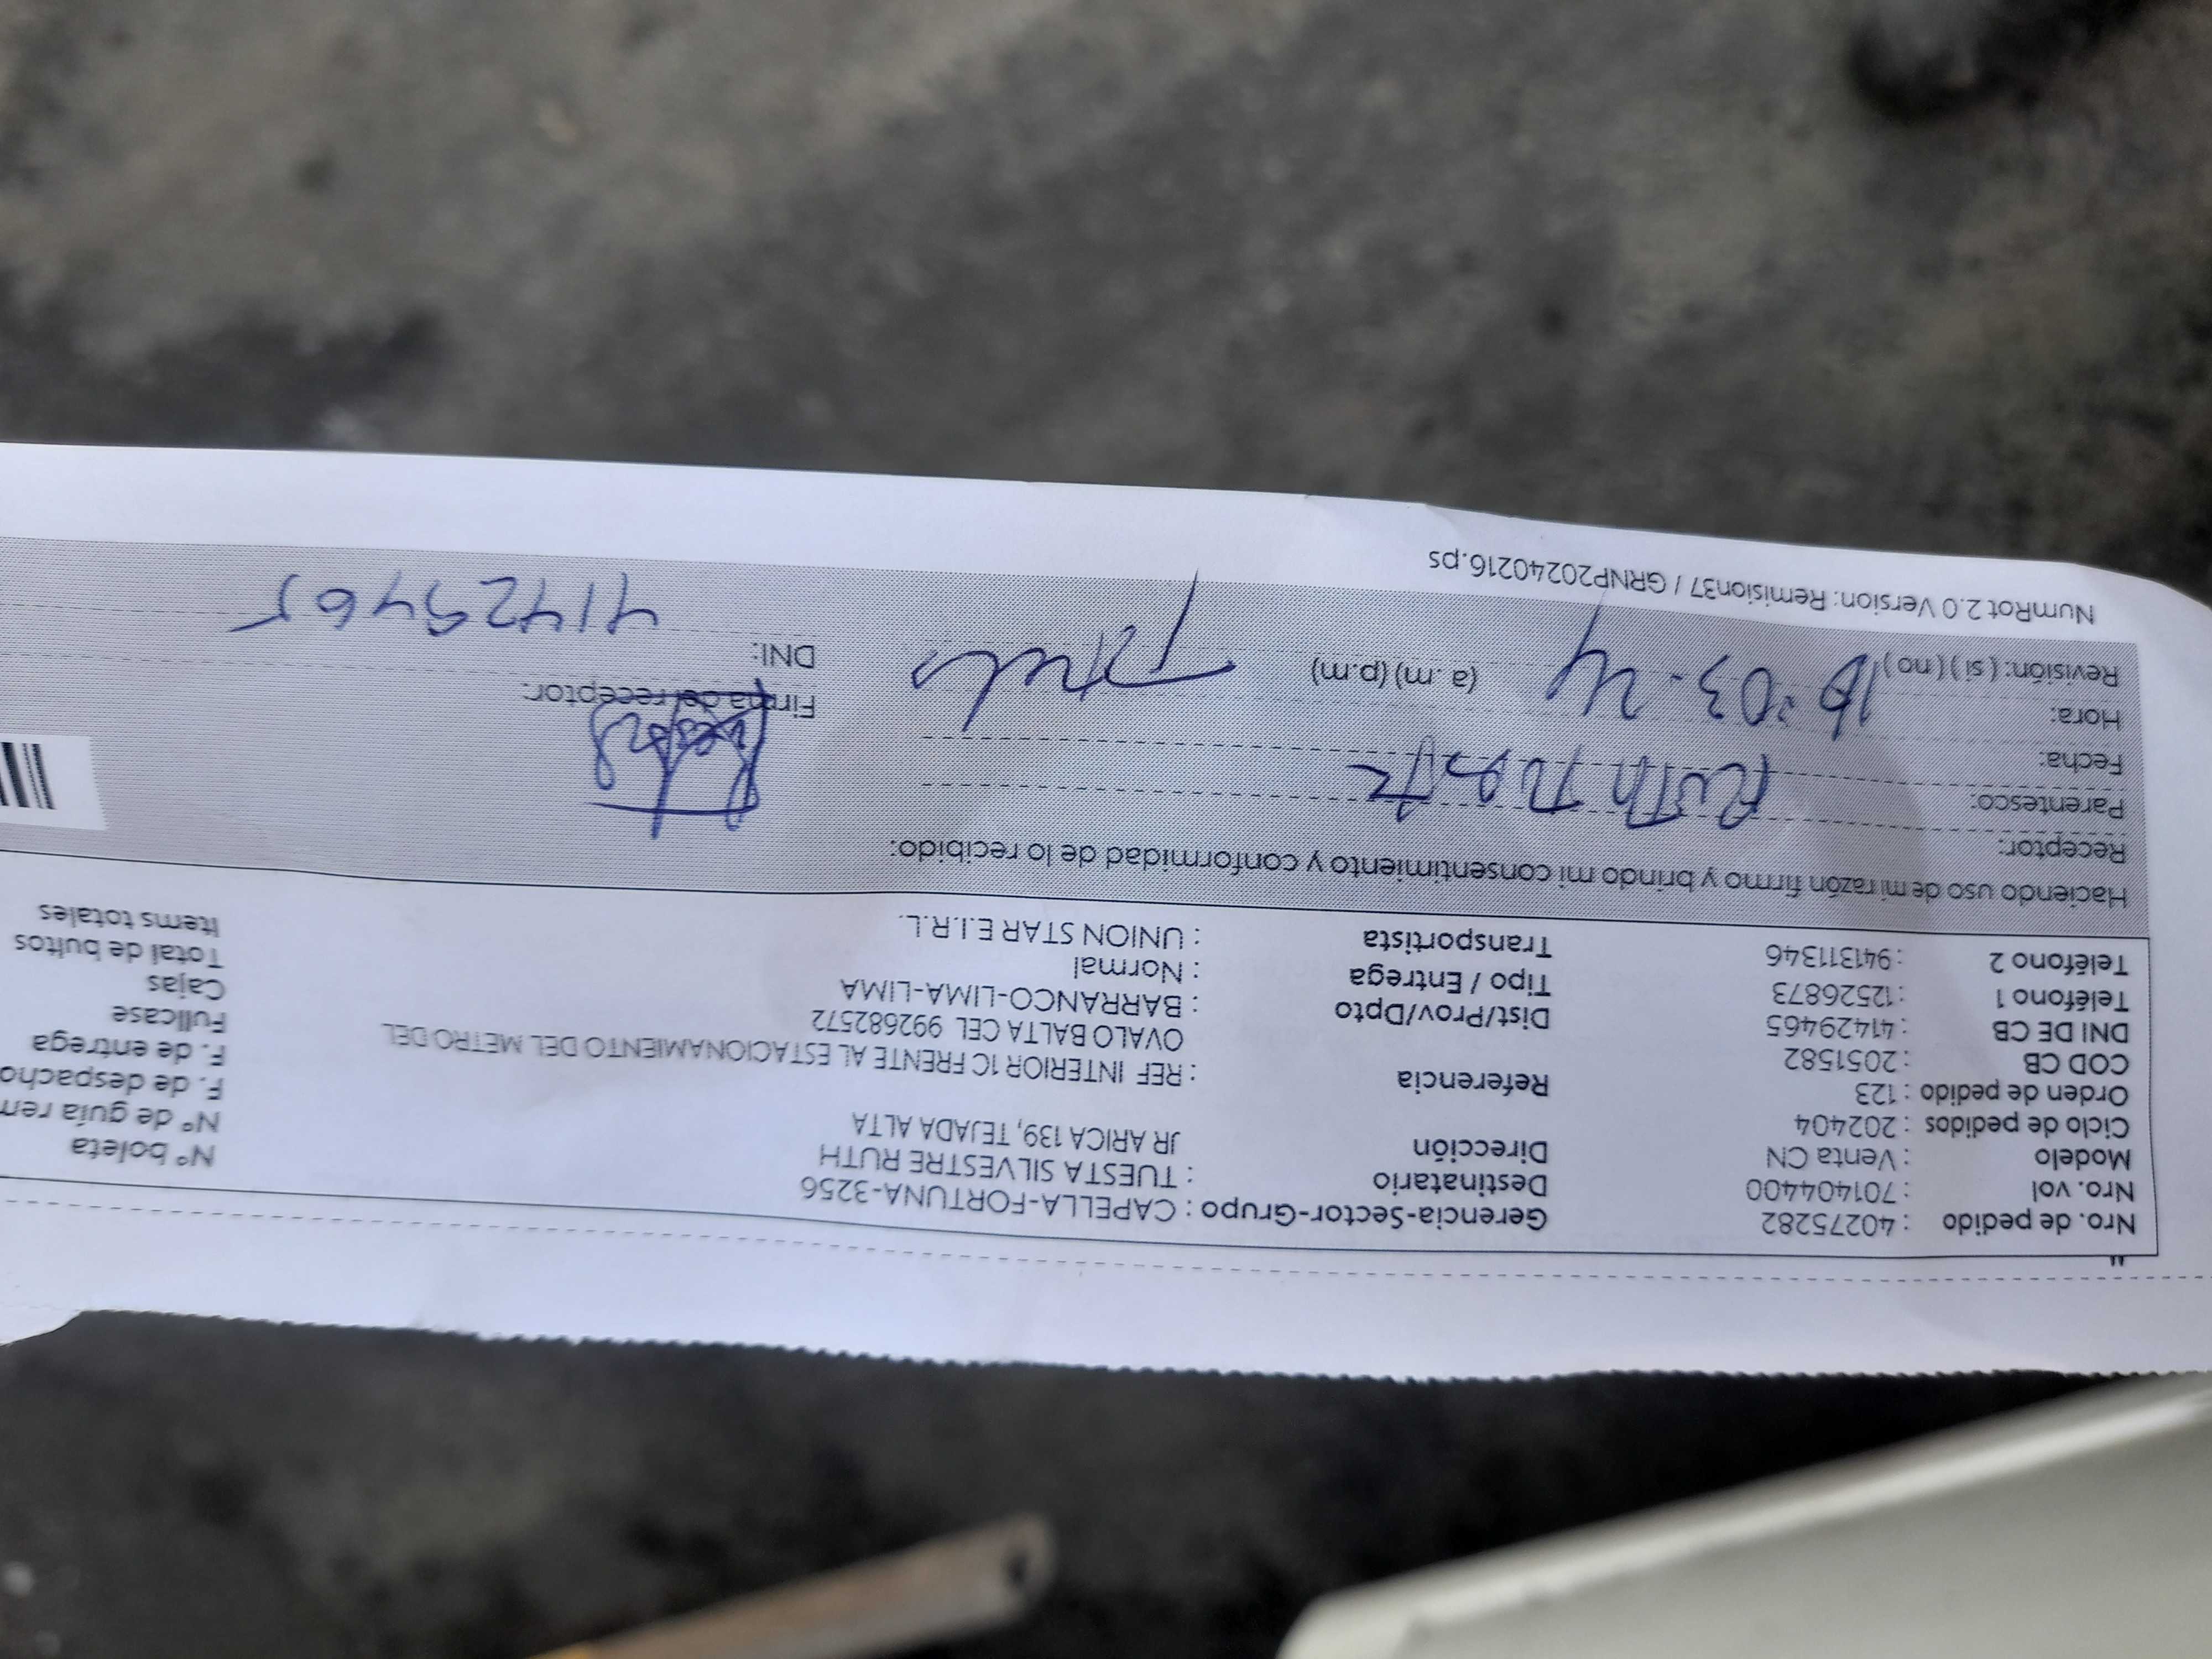 Nro. de pedido : 40275282 Gerencia-Sector-Grupo : CAPELLA-FORTUNA-3256
Nro. vol : 701404400 Destinatario : TUESTA SILVESTRE RUTH Nº boleta
Modelo : Venta CN Dirección JR ARICA 139, TEJADA ALTA Nº de guía rem
Ciclo de pedidos : 202404 F. de despacho
Orden de pedido : 123 Referencia : REF INTERIOR 1C FRENTE AL ESTACIONAMIENTO DEL METRO DEL F. de entrega
COD CB : 2051582 OVALO BALTA CEL 992682572 Fullcase
DNI DE CB : 41429465 Dist/Prov/Dpto : BARRANCO-LIMA-LIMA Cajas
Teléfono 1 : 12526873 Tipo / Entrega : Normal Total de bultos
Teléfono 2 : 941311346 Transportista : UNION STAR E.I.R.L. Items totales
Haciendo uso de mi razón firmo y brindo mi consentimiento y conformidad de lo recibido:
Receptor:
Parentesco: Ruth
Fecha:
Hora: 16-03-24 Firma del receptor:
Revisión: (si) (no) (a.m) (p.m) DNI: 41429465
NumRot 2.0 Version: Remision37 / GRNP20240216.ps